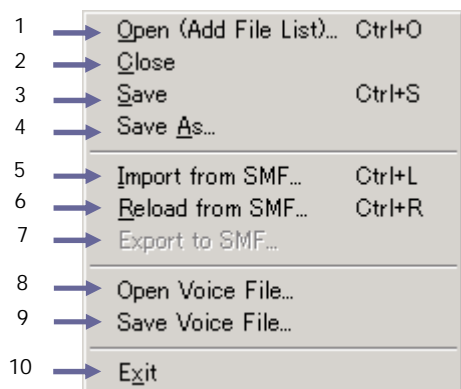 1 Open (Add File List)... Ctrl+O
2 Close
3 Save Ctrl+S
4 Save As...
5 Import from SMF... Ctrl+L
6 Reload from SMF... Ctrl+R
7 Export to SMF...
8 Open Voice File...
9 Save Voice File...
10 Exit